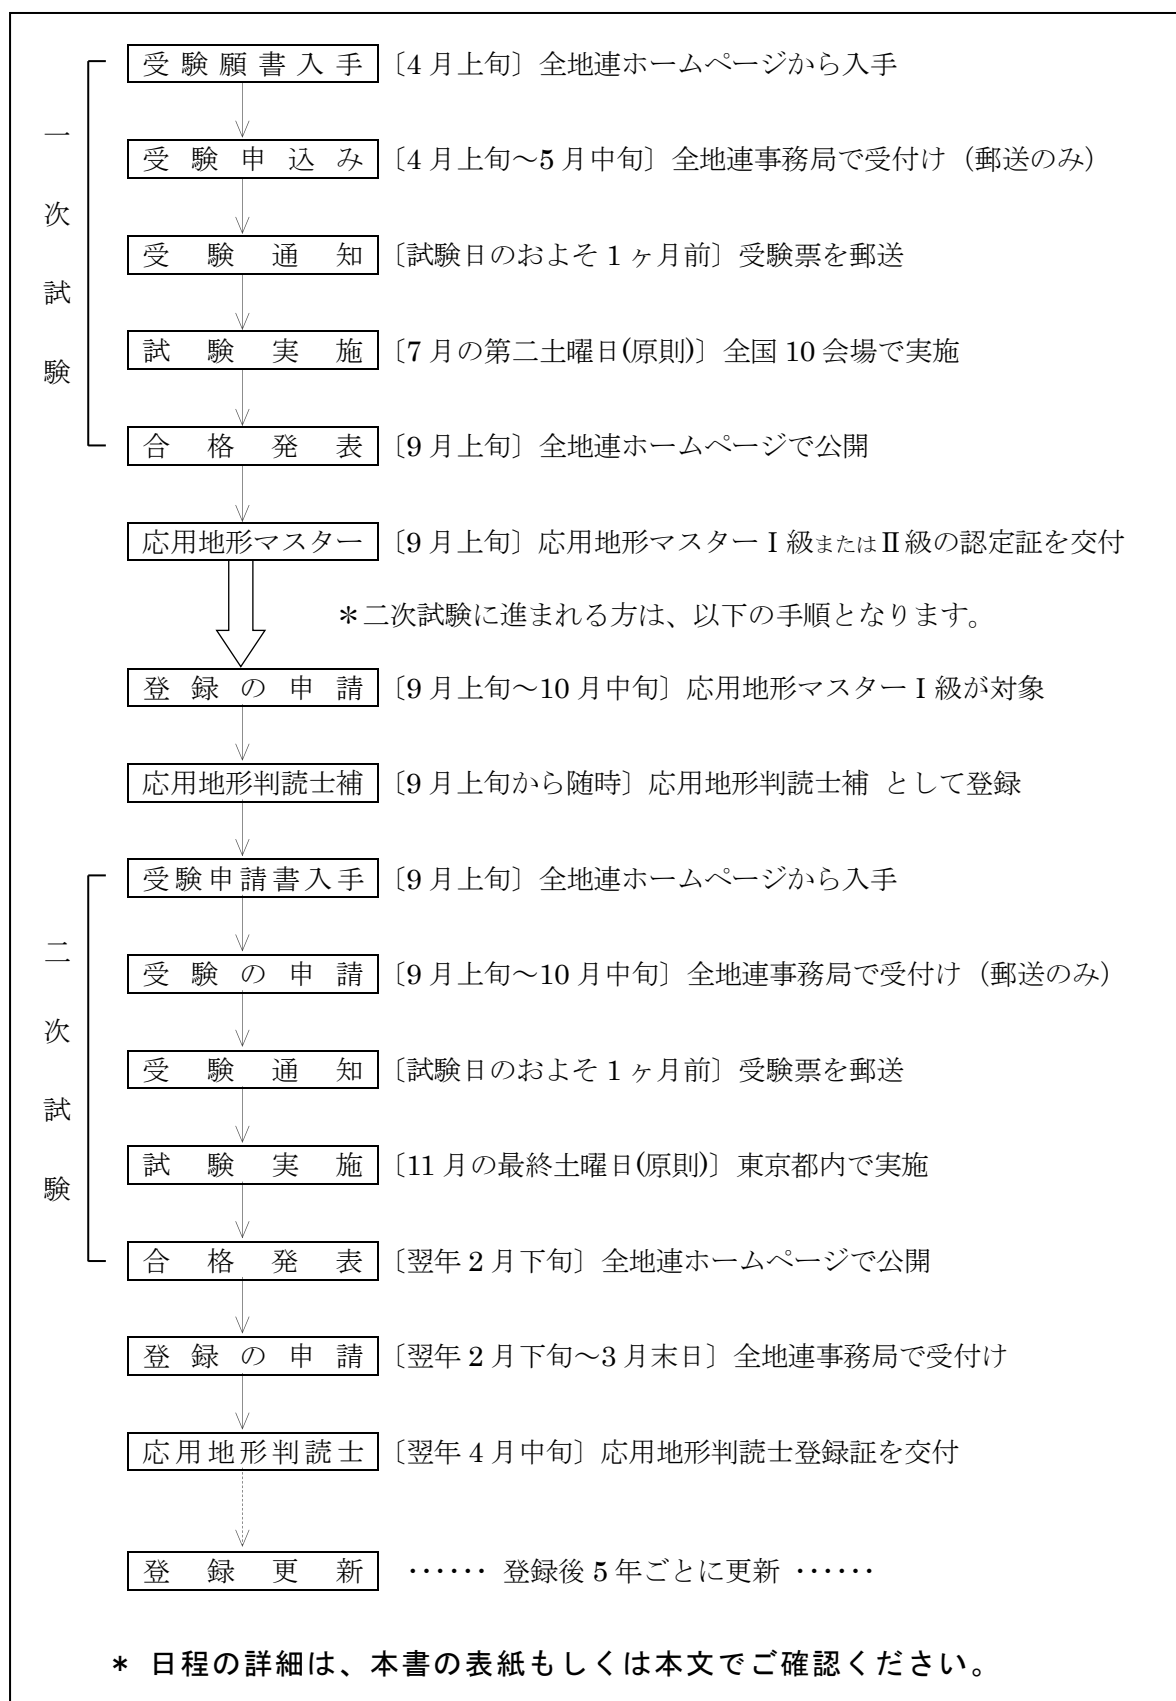 一次試験
受験願書入手 〔4月上旬〕全地連ホームページから入手
受験申込み 〔4月上旬～5月中旬〕全地連事務局で受付け（郵送のみ）
受験通知 〔試験日のおよそ1ヶ月前〕受験票を郵送
試験実施 〔7月の第二土曜日(原則)〕全国10会場で実施
合格発表 〔9月上旬〕全地連ホームページで公開
応用地形マスター 〔9月上旬〕応用地形マスターⅠ級またはⅡ級の認定証を交付
＊二次試験に進まれる方は、以下の手順となります。
登録の申請 〔9月上旬～10月中旬〕応用地形マスターⅠ級が対象
応用地形判読士補 〔9月上旬から随時〕応用地形判読士補 として登録
二次試験
受験申請書入手 〔9月上旬〕全地連ホームページから入手
受験の申請 〔9月上旬～10月中旬〕全地連事務局で受付け（郵送のみ）
受験通知 〔試験日のおよそ1ヶ月前〕受験票を郵送
試験実施 〔11月の最終土曜日(原則)〕東京都内で実施
合格発表 〔翌年2月下旬〕全地連ホームページで公開
登録の申請 〔翌年2月下旬～3月末日〕全地連事務局で受付け
応用地形判読士 〔翌年4月中旬〕応用地形判読士登録証を交付
登録更新 ‥‥‥ 登録後5年ごとに更新 ‥‥‥
* 日程の詳細は、本書の表紙もしくは本文でご確認ください。